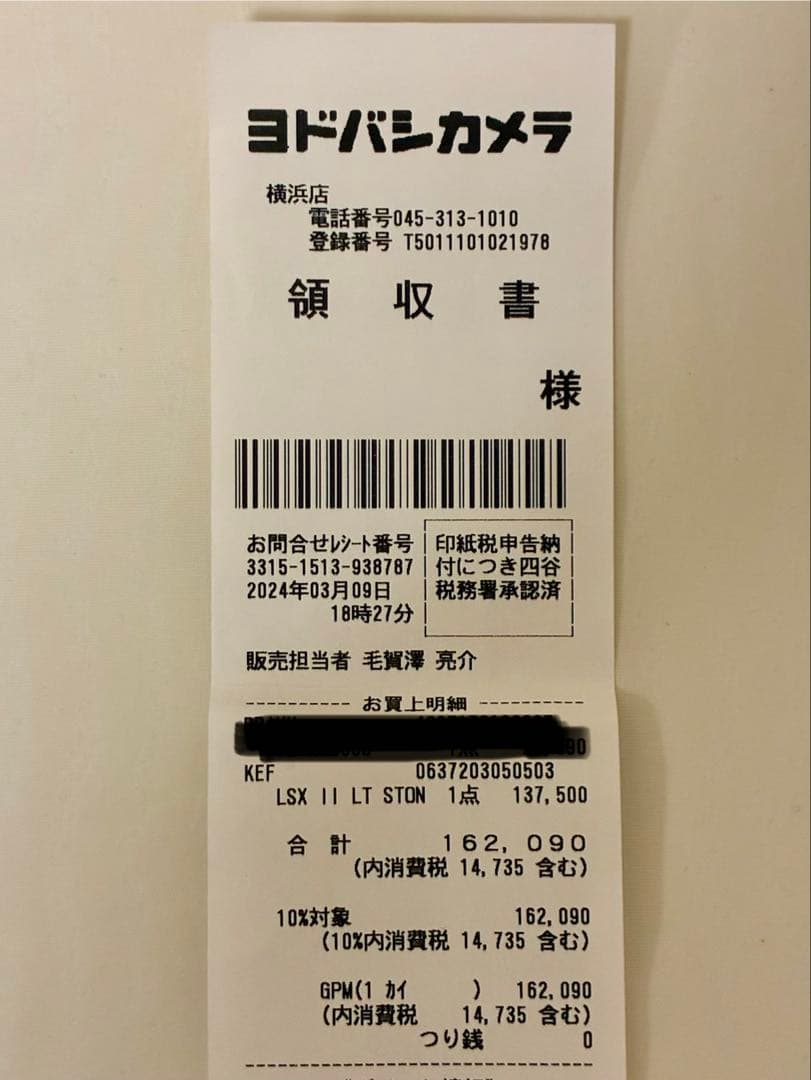 ヨドバシカメラ
横浜店
電話番号045-313-1010
登録番号 T5011101021978
領 収 書
様
お問合せﾚｼｰﾄ番号
3315-1513-938787
2024年03月09日
18時27分
印紙税申告納
付につき四谷
税務署承認済
販売担当者 毛賀澤 亮介
---------- お買上明細 ----------
KEF 0637203050503
LSX II LT STON 1点 137,500
合 計 162,090
(内消費税 14,735 含む)
10%対象 162,090
(10%内消費税 14,735 含む)
GPM(1 ｶｲ ) 162,090
(内消費税 14,735 含む)
つり銭 0